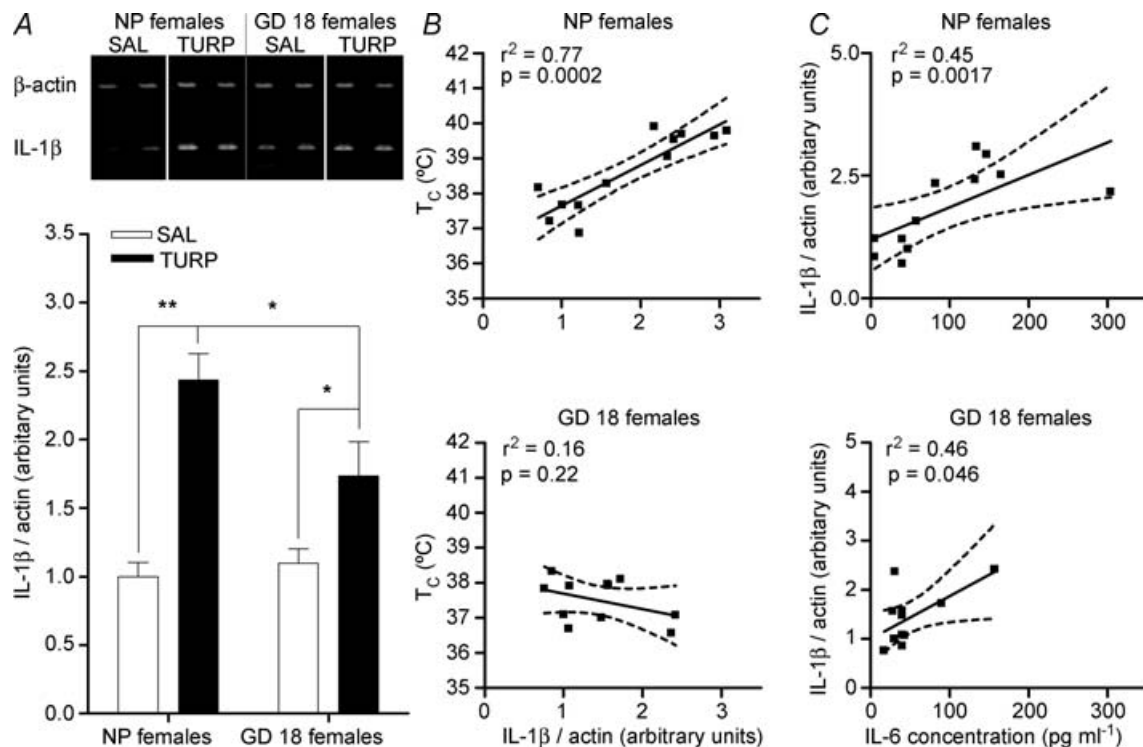 A
NP females GD 18 females
SAL TURP SAL TURP
β-actin
IL-1β
SAL
TURP
3.5
3.0
2.5
2.0
1.5
1.0
0.5
0.0
** *
*
IL-1β / actin (arbitary units)
NP females GD 18 females
B
NP females
r² = 0.77
p = 0.0002
42
41
40
39
38
37
36
35
T_C (ºC)
0 1 2 3
GD 18 females
r² = 0.16
p = 0.22
42
41
40
39
38
37
36
35
T_C (ºC)
0 1 2 3
IL-1β / actin (arbitrary units)
C
NP females
r² = 0.45
p = 0.0017
5.0
2.5
0.0
IL-1β / actin (arbitary units)
0 100 200 300
GD 18 females
r² = 0.46
p = 0.046
5
4
3
2
1
0
IL-1β / actin (arbitary units)
0 100 200 300
IL-6 concentration (pg ml⁻¹)